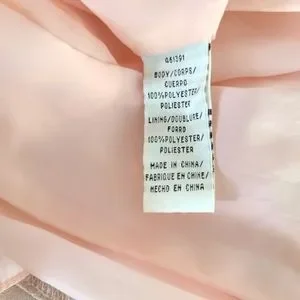 461391
BODY/CORPS/
CUERPO
100%POLYESTER/
POLIESTER
LINING/DOUBLURE/
FORRO
100%POLYESTER/
POLIESTER
MADE IN CHINA/
FABRIQUE EN CHINE/
HECHO EN CHINA